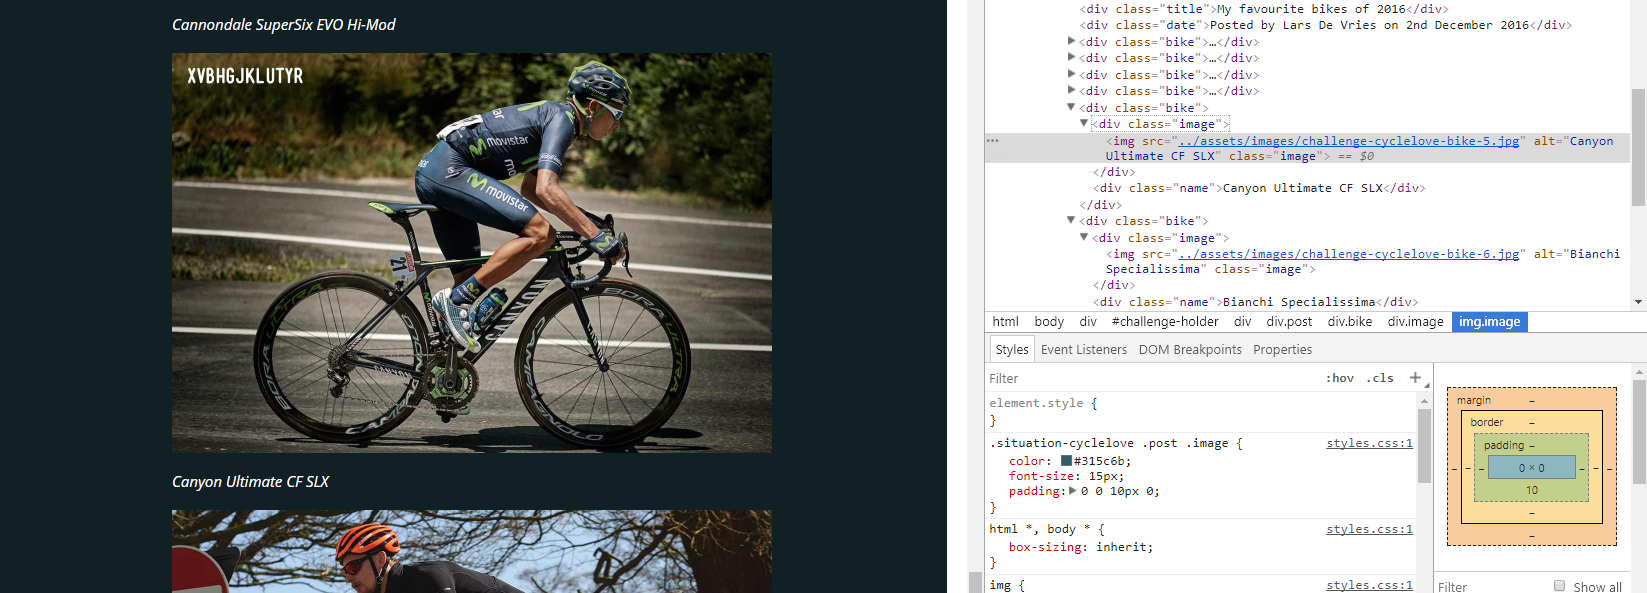 Cannondale SuperSix EVO Hi-Mod
XVBHGJKLUTYR
movistar
mov
movistar
21
BORA ULTRA
CAMPAGNOLO
CANYON
Canyon Ultimate CF SLX
<div class="title">My favourite bikes of 2016</div>
<div class="date">Posted by Lars De Vries on 2nd December 2016</div>
<div class="bike">…</div>
<div class="bike">…</div>
<div class="bike">…</div>
<div class="bike">…</div>
<div class="bike">
<div class="image">
<img src="../assets/images/challenge-cyclelove-bike-5.jpg" alt="Canyon
Ultimate CF SLX" class="image"> == $0
</div>
<div class="name">Canyon Ultimate CF SLX</div>
</div>
<div class="bike">
<div class="image">
<img src="../assets/images/challenge-cyclelove-bike-6.jpg" alt="Bianchi
Specialissima" class="image">
</div>
<div class="name">Bianchi Specialissima</div>
html body div #challenge-holder div div.post div.bike div.image img.image
Styles Event Listeners DOM Breakpoints Properties
Filter :hov .cls +
element.style {
}
.situation-cyclelove .post .image { styles.css:1
color: #315c6b;
font-size: 15px;
padding: 0 0 10px 0;
}
html *, body * { styles.css:1
box-sizing: inherit;
}
img { styles.css:1
margin –
border –
padding –
– – – 0 × 0 – – –
10
–
–
Filter Show all